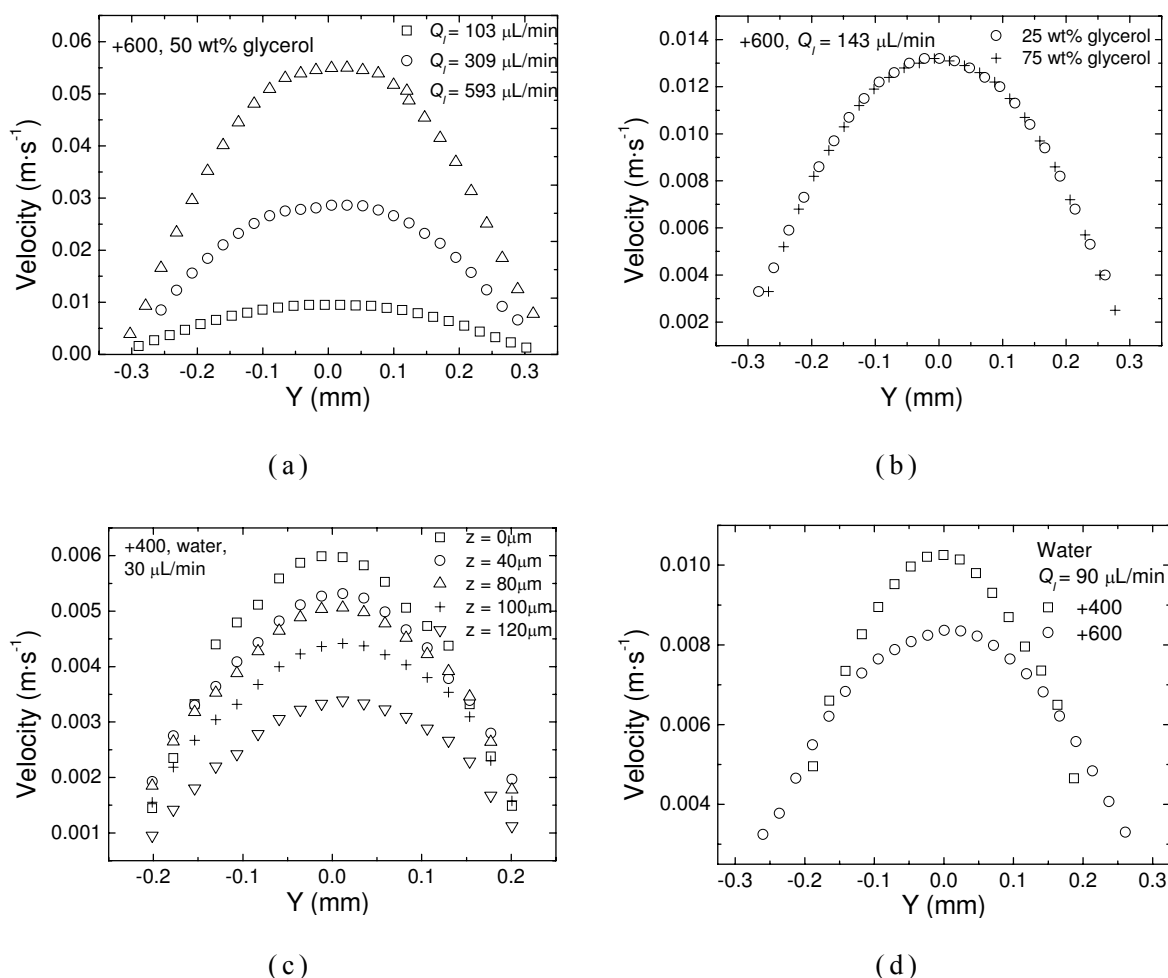 +600, 50 wt% glycerol
Qₗ = 103 μL/min
Qₗ = 309 μL/min
Qₗ = 593 μL/min
0.06
0.05
0.04
0.03
0.02
0.01
0.00
Velocity (m·s⁻¹)
-0.3 -0.2 -0.1 0.0 0.1 0.2 0.3
Y (mm)
(a)
+600, Qₗ = 143 μL/min
25 wt% glycerol
75 wt% glycerol
0.014
0.012
0.010
0.008
0.006
0.004
0.002
Velocity (m·s⁻¹)
-0.3 -0.2 -0.1 0.0 0.1 0.2 0.3
Y (mm)
(b)
+400, water,
30 μL/min
z = 0μm
z = 40μm
z = 80μm
z = 100μm
z = 120μm
0.006
0.005
0.004
0.003
0.002
0.001
Velocity (m·s⁻¹)
-0.2 -0.1 0.0 0.1 0.2
Y (mm)
(c)
Water
Qₗ = 90 μL/min
+400
+600
0.010
0.008
0.006
0.004
Velocity (m·s⁻¹)
-0.3 -0.2 -0.1 0.0 0.1 0.2 0.3
Y (mm)
(d)